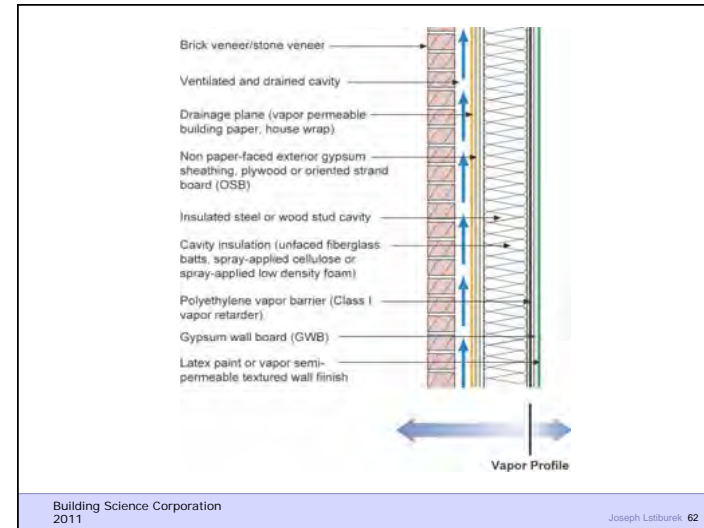 Brick veneer/stone veneer
Ventilated and drained cavity
Drainage plane (vapor permeable
building paper, house wrap)
Non paper-faced exterior gypsum
sheathing, plywood or oriented strand
board (OSB)
Insulated steel or wood stud cavity
Cavity insulation (unfaced fiberglass
batts, spray-applied cellulose or
spray-applied low density foam)
Polyethylene vapor barrier (Class I
vapor retarder)
Gypsum wall board (GWB)
Latex paint or vapor semi-
permeable textured wall fiinish
Vapor Profile
Building Science Corporation
2011
Joseph Lstiburek 62